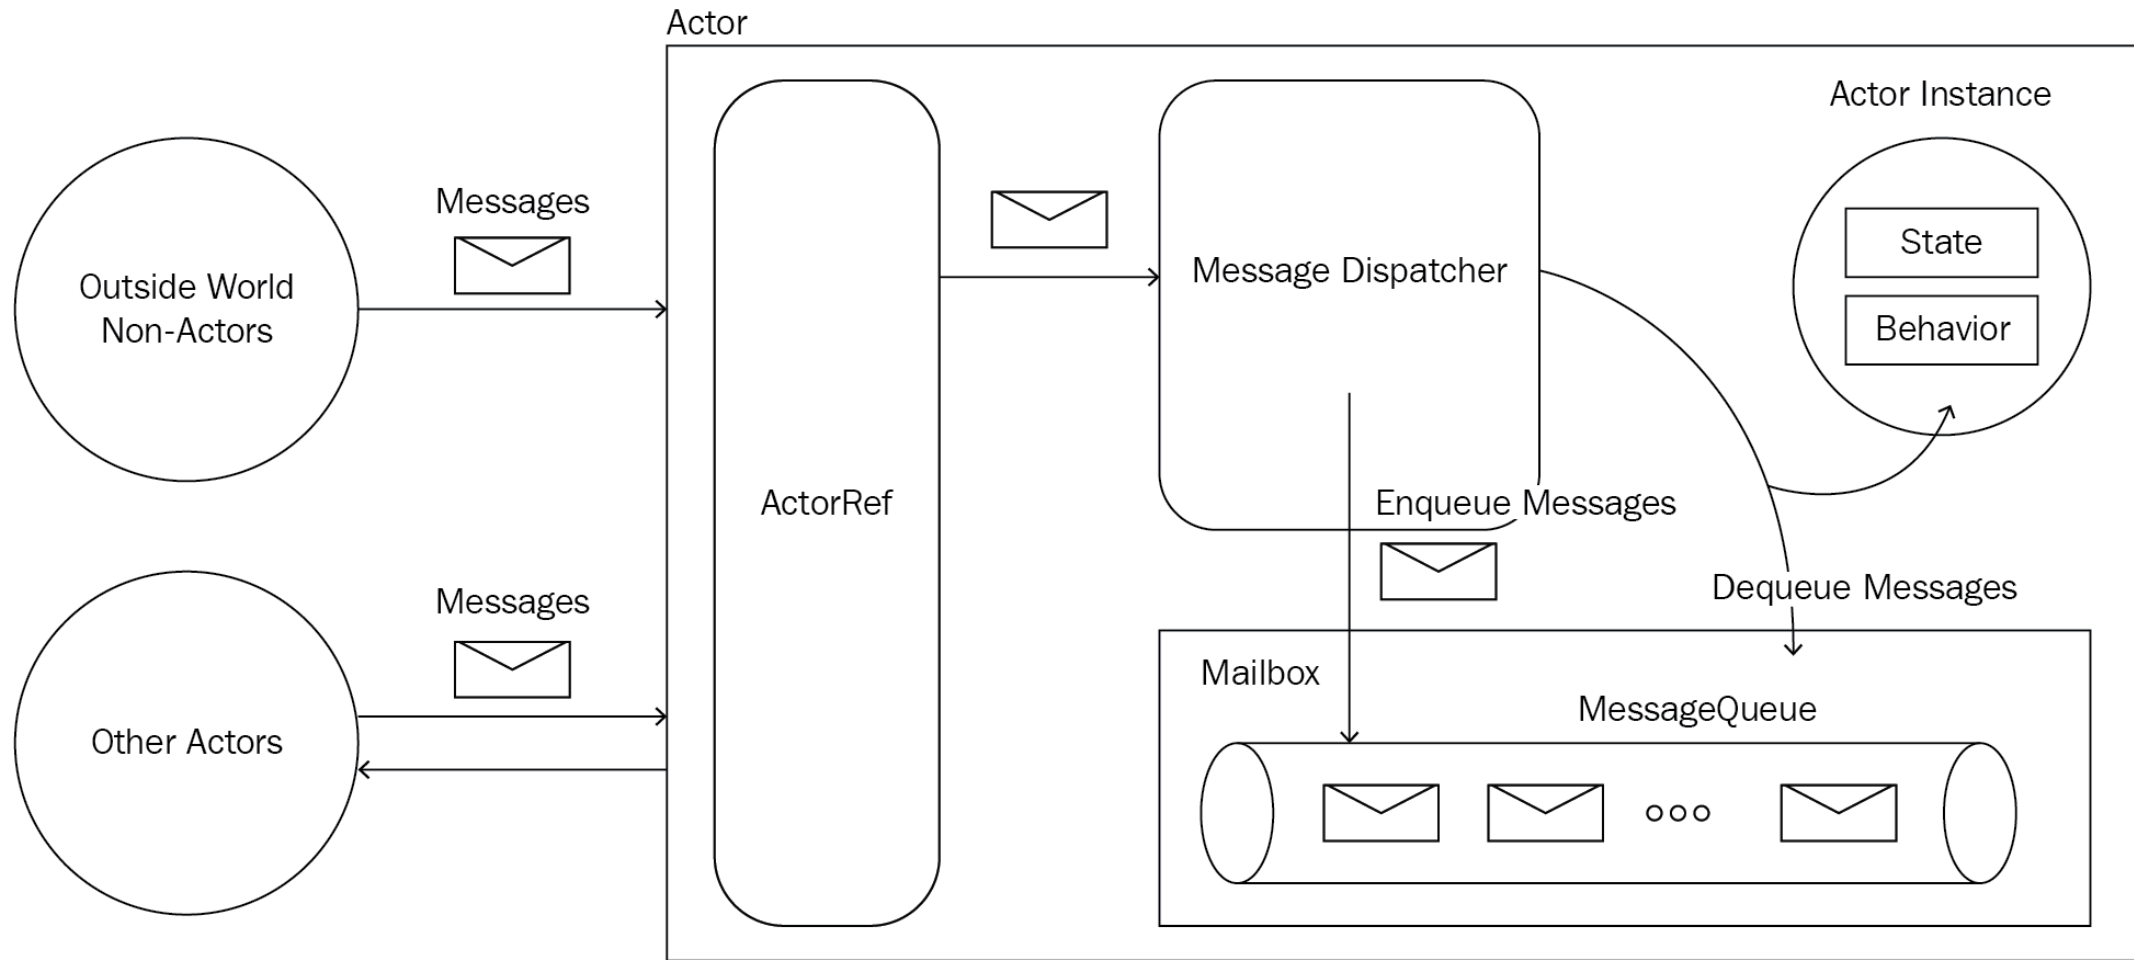 Actor
Actor Instance
Messages
State
Message Dispatcher
Outside World
Non-Actors
Behavior
ActorRef
Enqueue Messages
Messages
Dequeue Messages
Mailbox
MessageQueue
Other Actors